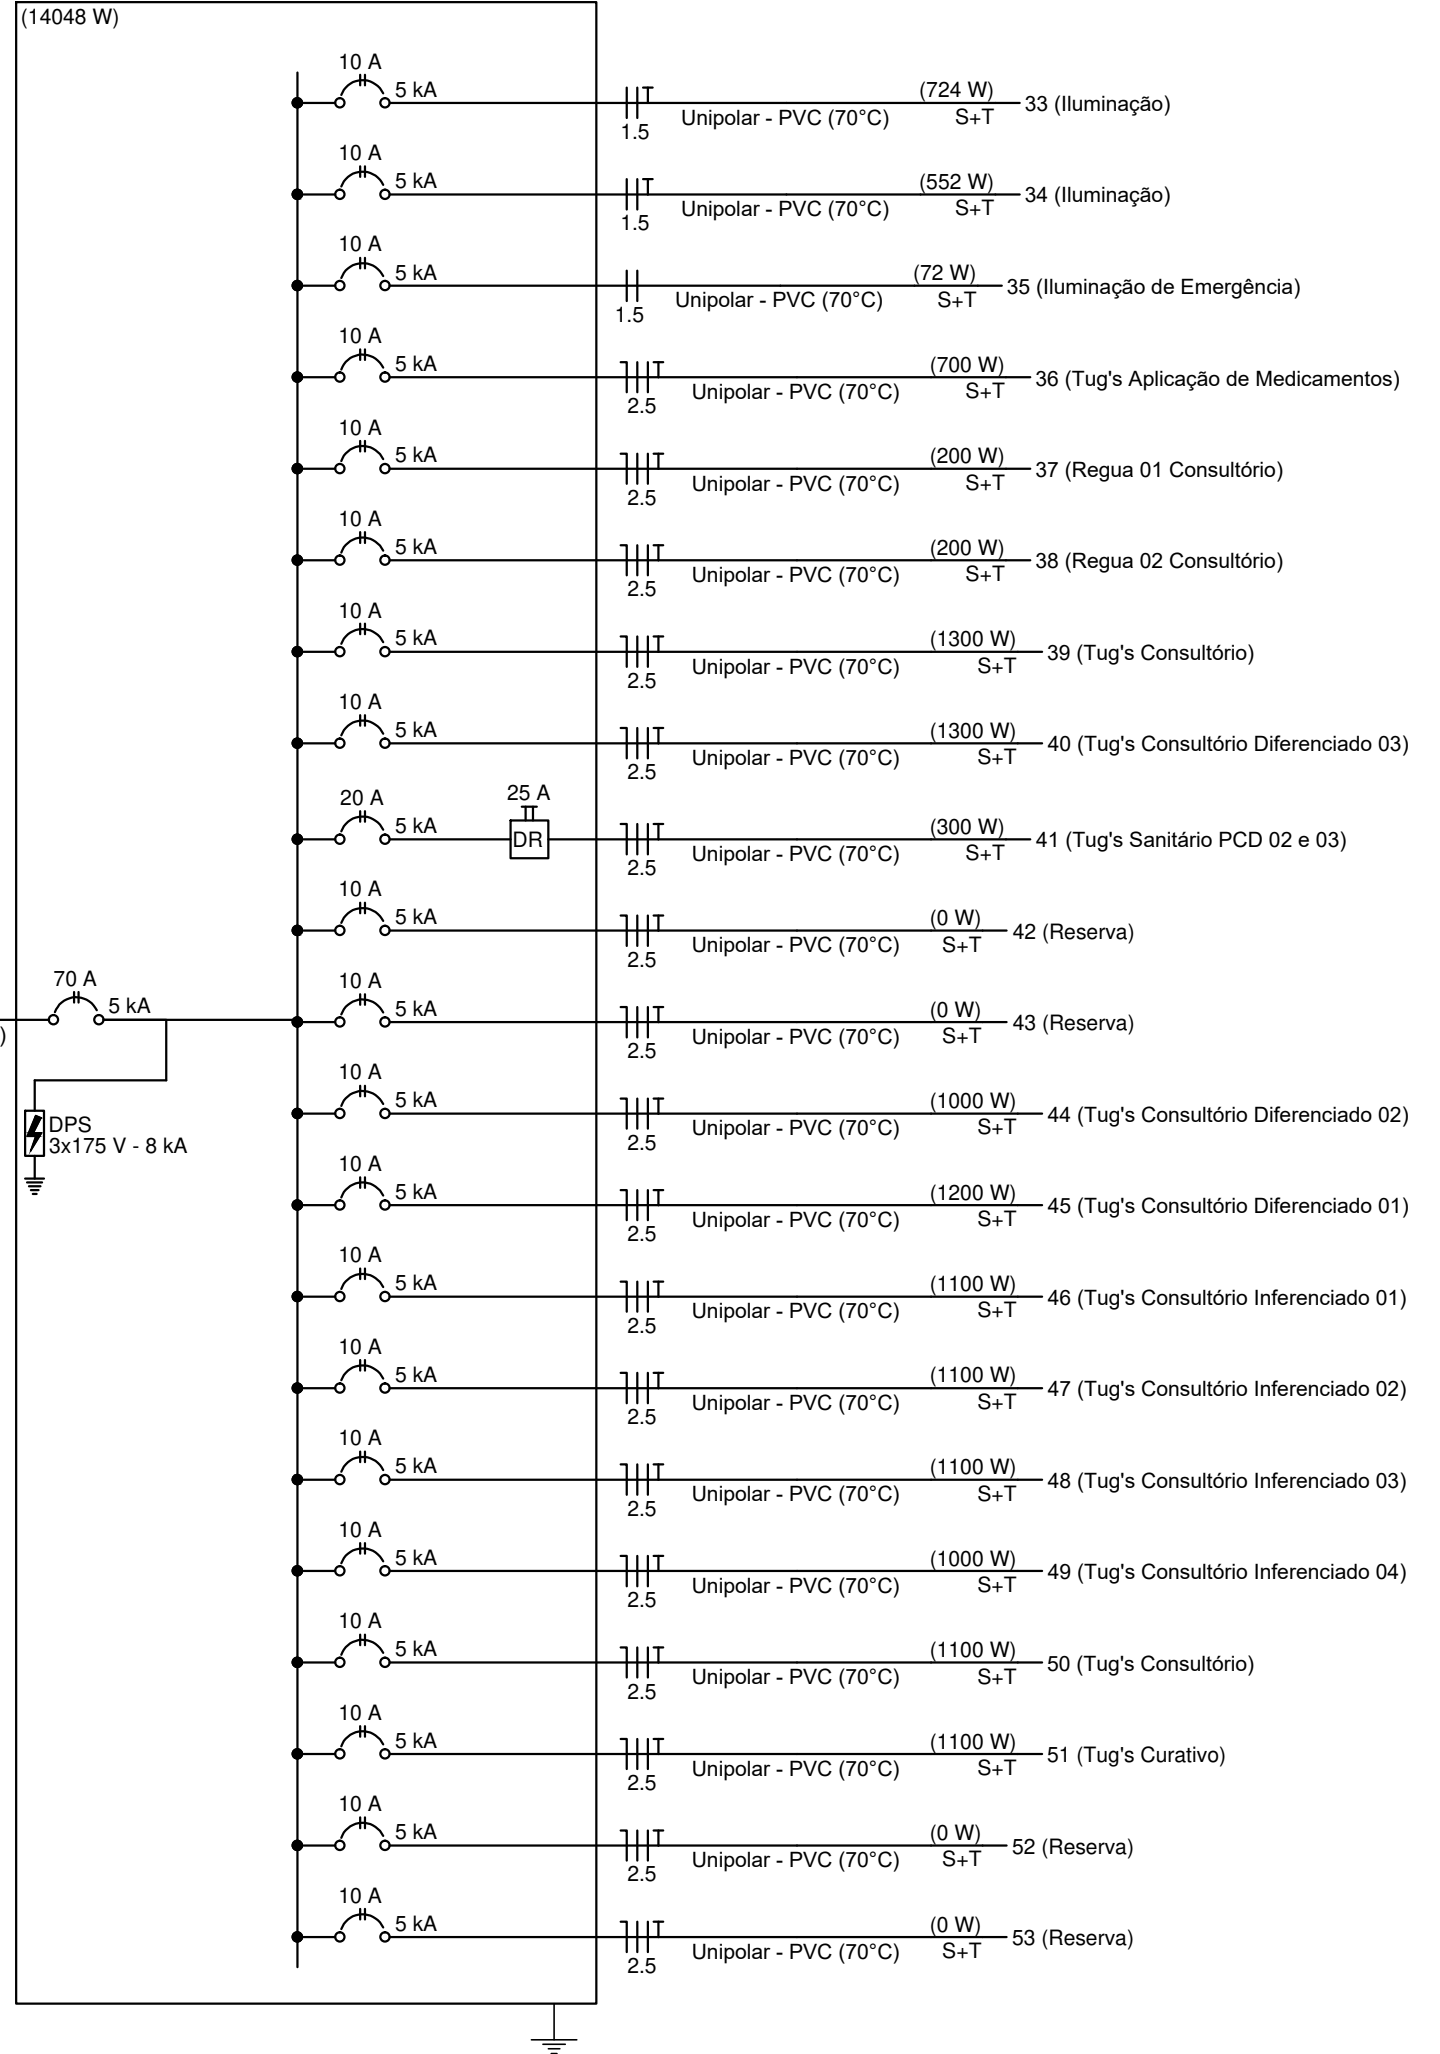 (14048 W)
10 A
5 kA
1.5
Unipolar - PVC (70°C)
(724 W)
S+T
33 (Iluminação)
10 A
5 kA
1.5
Unipolar - PVC (70°C)
(552 W)
S+T
34 (Iluminação)
10 A
5 kA
1.5
Unipolar - PVC (70°C)
(72 W)
S+T
35 (Iluminação de Emergência)
10 A
5 kA
2.5
Unipolar - PVC (70°C)
(700 W)
S+T
36 (Tug's Aplicação de Medicamentos)
10 A
5 kA
2.5
Unipolar - PVC (70°C)
(200 W)
S+T
37 (Regua 01 Consultório)
10 A
5 kA
2.5
Unipolar - PVC (70°C)
(200 W)
S+T
38 (Regua 02 Consultório)
10 A
5 kA
2.5
Unipolar - PVC (70°C)
(1300 W)
S+T
39 (Tug's Consultório)
10 A
5 kA
2.5
Unipolar - PVC (70°C)
(1300 W)
S+T
40 (Tug's Consultório Diferenciado 03)
20 A
5 kA
25 A
DR
2.5
Unipolar - PVC (70°C)
(300 W)
S+T
41 (Tug's Sanitário PCD 02 e 03)
10 A
5 kA
2.5
Unipolar - PVC (70°C)
(0 W)
S+T
42 (Reserva)
70 A
5 kA
)
DPS
3x175 V - 8 kA
10 A
5 kA
2.5
Unipolar - PVC (70°C)
(0 W)
S+T
43 (Reserva)
10 A
5 kA
2.5
Unipolar - PVC (70°C)
(1000 W)
S+T
44 (Tug's Consultório Diferenciado 02)
10 A
5 kA
2.5
Unipolar - PVC (70°C)
(1200 W)
S+T
45 (Tug's Consultório Diferenciado 01)
10 A
5 kA
2.5
Unipolar - PVC (70°C)
(1100 W)
S+T
46 (Tug's Consultório Inferenciado 01)
10 A
5 kA
2.5
Unipolar - PVC (70°C)
(1100 W)
S+T
47 (Tug's Consultório Inferenciado 02)
10 A
5 kA
2.5
Unipolar - PVC (70°C)
(1100 W)
S+T
48 (Tug's Consultório Inferenciado 03)
10 A
5 kA
2.5
Unipolar - PVC (70°C)
(1000 W)
S+T
49 (Tug's Consultório Inferenciado 04)
10 A
5 kA
2.5
Unipolar - PVC (70°C)
(1100 W)
S+T
50 (Tug's Consultório)
10 A
5 kA
2.5
Unipolar - PVC (70°C)
(1100 W)
S+T
51 (Tug's Curativo)
10 A
5 kA
2.5
Unipolar - PVC (70°C)
(0 W)
S+T
52 (Reserva)
10 A
5 kA
2.5
Unipolar - PVC (70°C)
(0 W)
S+T
53 (Reserva)